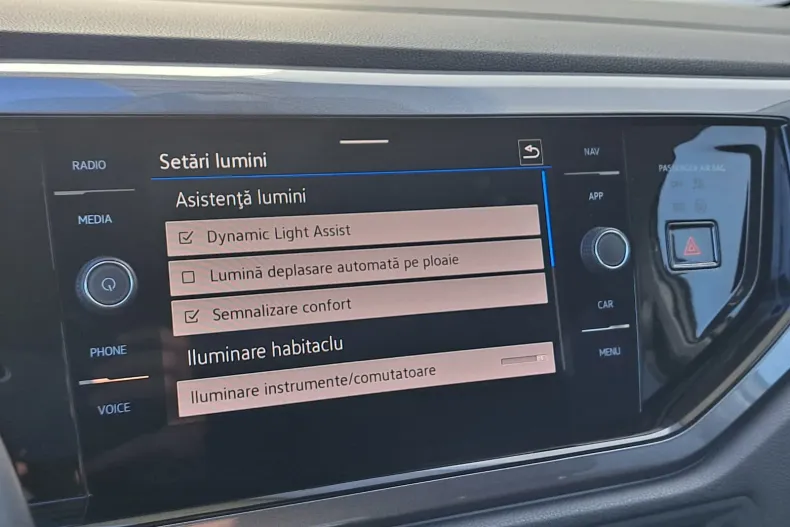 RADIO
MEDIA
PHONE
VOICE
Setări lumini
Asistenţă lumini
Dynamic Light Assist
Lumină deplasare automată pe ploaie
Semnalizare confort
Iluminare habitaclu
Iluminare instrumente/comutatoare
NAV
APP
CAR
MENU